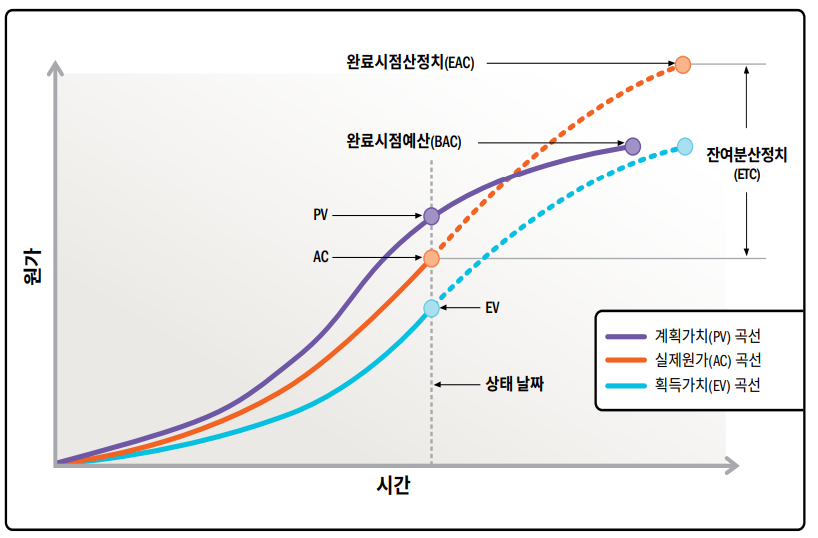 완료시점산정치(EAC)
완료시점예산(BAC)
잔여분산정치
(ETC)
PV
AC
원가
EV
계획가치(PV) 곡선
실제원가(AC) 곡선
획득가치(EV) 곡선
상태 날짜
시간